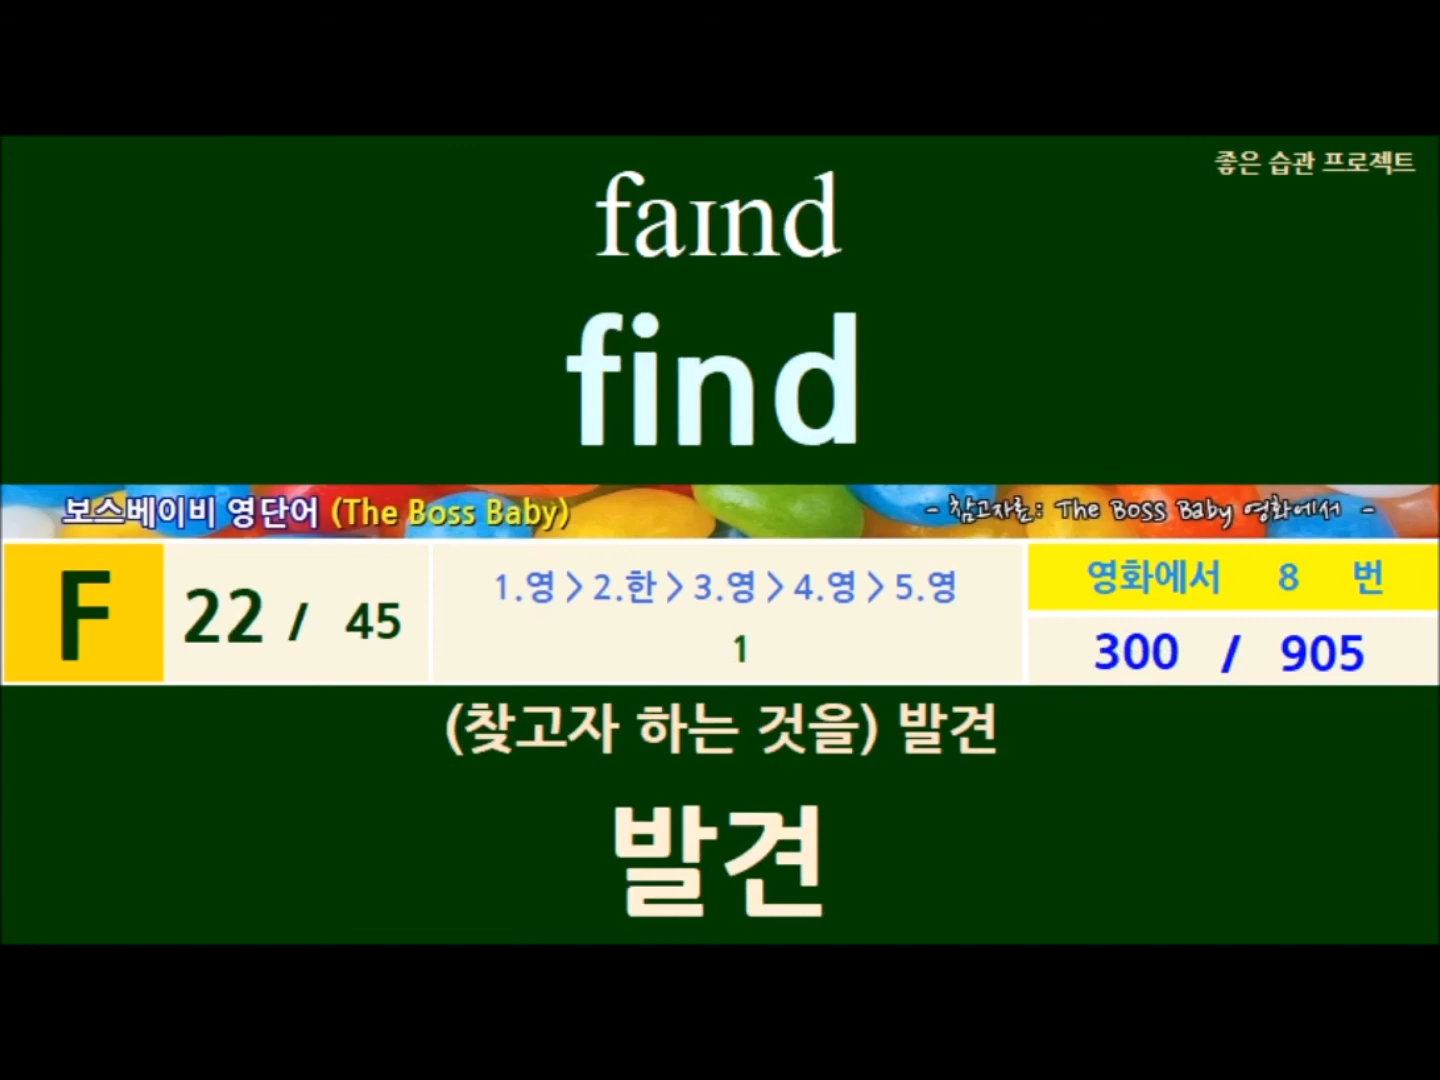 좋은 습관 프로젝트
faɪnd
find
보스베이비 영단어 (The Boss Baby)
- 참고자료: The Boss Baby 영화에서 -
F
22 / 45
1.영 > 2.한 > 3.영 > 4.영 > 5.영
1
영화에서 8 번
300 / 905
(찾고자 하는 것을) 발견
발견